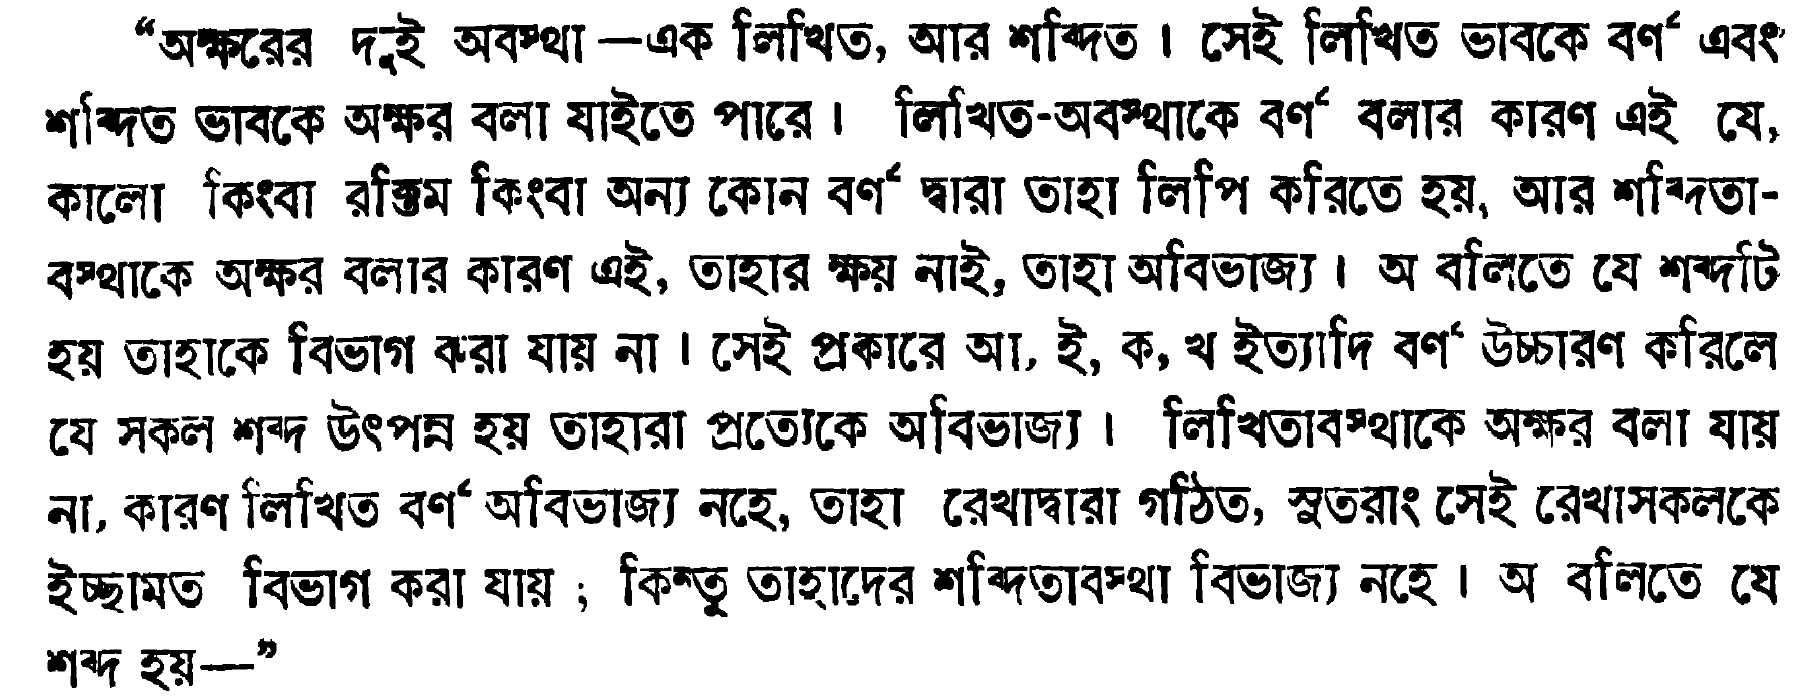 “অক্ষরের দুই অবস্থা—এক লিখিত, আর শব্দিত। সেই লিখিত ভাবকে বর্ণ এবং
শব্দিত ভাবকে অক্ষর বলা যাইতে পারে। লিখিত-অবস্থাকে বর্ণ বলার কারণ এই যে,
কালো কিংবা রক্তিম কিংবা অন্য কোন বর্ণ দ্বারা তাহা লিপি করিতে হয়, আর শব্দিতা-
বস্থাকে অক্ষর বলার কারণ এই, তাহার ক্ষয় নাই, তাহা অবিভাজ্য। অ বলিতে যে শব্দটি
হয় তাহাকে বিভাগ করা যায় না। সেই প্রকারে আ, ই, ক, খ ইত্যাদি বর্ণ উচ্চারণ করিলে
যে সকল শব্দ উৎপন্ন হয় তাহারা প্রত্যেকে অবিভাজ্য। লিখিতাবস্থাকে অক্ষর বলা যায়
না, কারণ লিখিত বর্ণ অবিভাজ্য নহে, তাহা রেখাদ্বারা গঠিত, সুতরাং সেই রেখাসকলকে
ইচ্ছামত বিভাগ করা যায়; কিন্তু তাহাদের শব্দিতাবস্থা বিভাজ্য নহে। অ বলিতে যে
শব্দ হয়—”